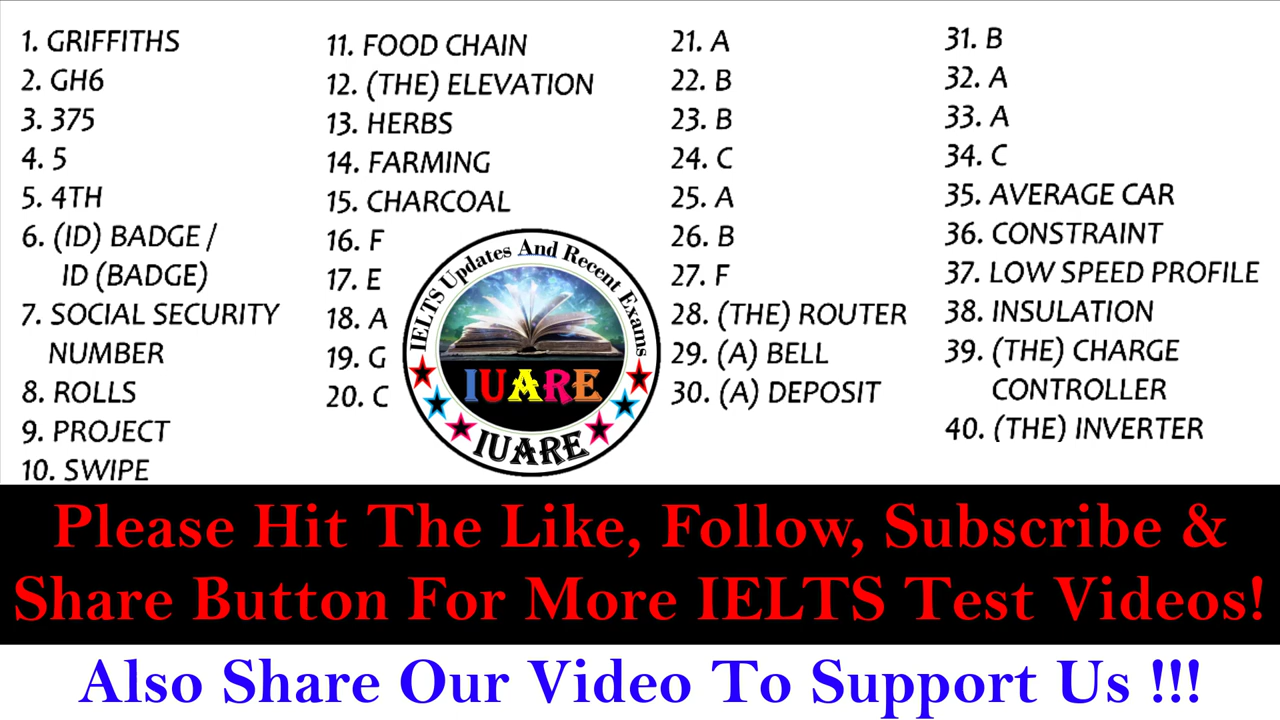 1. GRIFFITHS
2. GH6
3. 375
4. 5
5. 4TH
6. (ID) BADGE /
ID (BADGE)
7. SOCIAL SECURITY
NUMBER
8. ROLLS
9. PROJECT
10. SWIPE
11. FOOD CHAIN
12. (THE) ELEVATION
13. HERBS
14. FARMING
15. CHARCOAL
16. F
17. E
18. A
19. G
20. C
IELTS Updates And Recent Exams
IUARE
IUARE
21. A
22. B
23. B
24. C
25. A
26. B
27. F
28. (THE) ROUTER
29. (A) BELL
30. (A) DEPOSIT
31. B
32. A
33. A
34. C
35. AVERAGE CAR
36. CONSTRAINT
37. LOW SPEED PROFILE
38. INSULATION
39. (THE) CHARGE
CONTROLLER
40. (THE) INVERTER
Please Hit The Like, Follow, Subscribe &
Share Button For More IELTS Test Videos!
Also Share Our Video To Support Us !!!